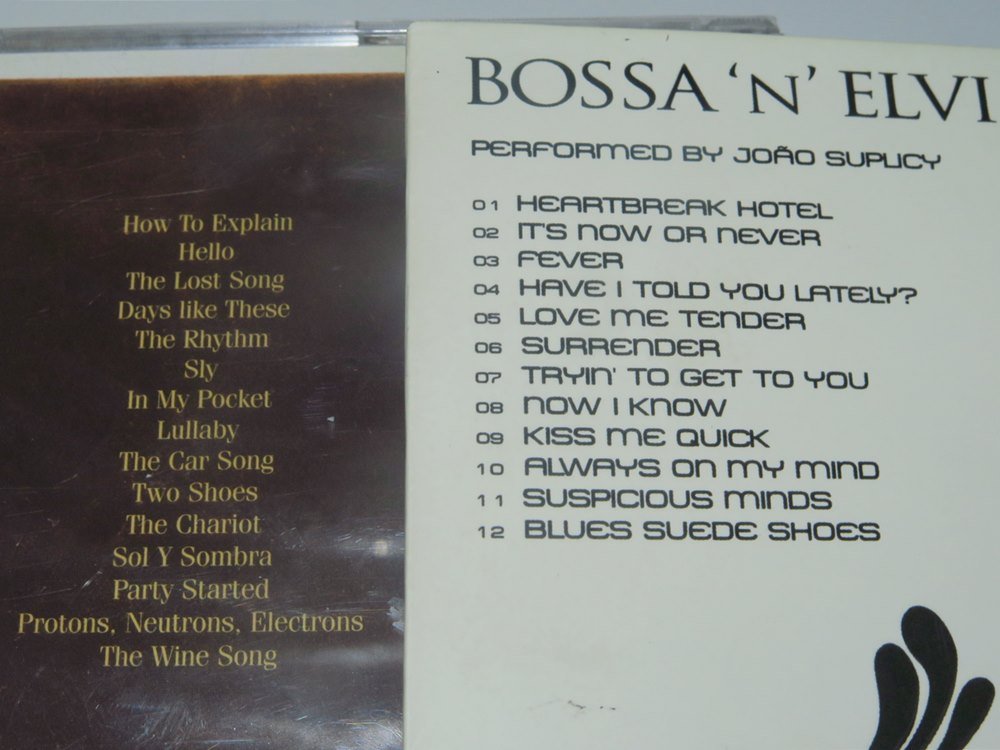 How To Explain
Hello
The Lost Song
Days like These
The Rhythm
Sly
In My Pocket
Lullaby
The Car Song
Two Shoes
The Chariot
Sol Y Sombra
Party Started
Protons, Neutrons, Electrons
The Wine Song
BOSSA 'N' ELVI
PERFORMED BY JOÃO SUPLICY
01 HEARTBREAK HOTEL
02 IT'S NOW OR NEVER
03 FEVER
04 HAVE I TOLD YOU LATELY?
05 LOVE ME TENDER
06 SURRENDER
07 TRYIN' TO GET TO YOU
08 NOW I KNOW
09 KISS ME QUICK
10 ALWAYS ON MY MIND
11 SUSPICIOUS MINDS
12 BLUES SUEDE SHOES